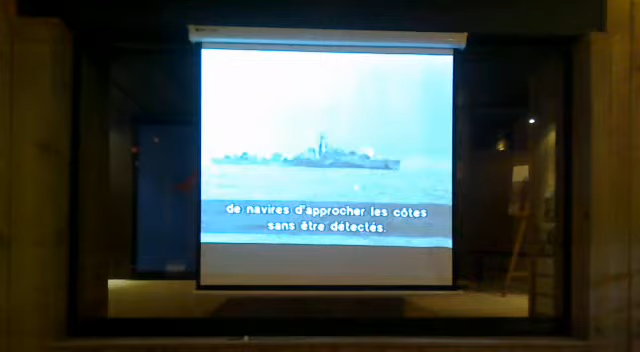 de navires d'approcher les côtes
sans être détectés.